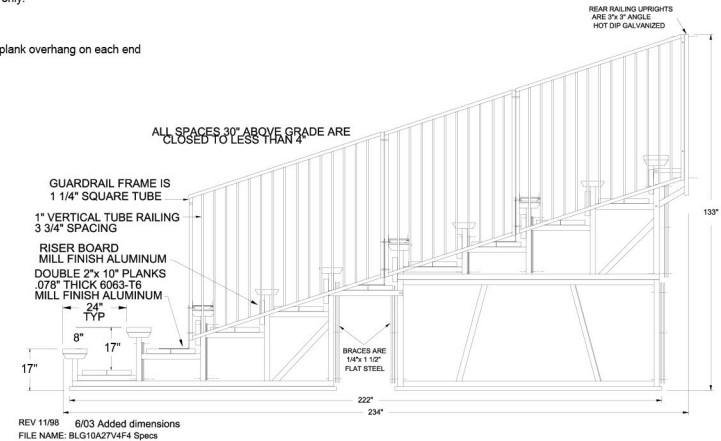 only.
plank overhang on each end
REAR RAILING UPRIGHTS
ARE 3"x 3" ANGLE
HOT DIP GALVANIZED
ALL SPACES 30" ABOVE GRADE ARE
CLOSED TO LESS THAN 4"
GUARDRAIL FRAME IS
1 1/4" SQUARE TUBE
1" VERTICAL TUBE RAILING
3 3/4" SPACING
RISER BOARD
MILL FINISH ALUMINUM
DOUBLE 2"x 10" PLANKS
.078" THICK 6063-T6
MILL FINISH ALUMINUM
24"
TYP
8"
17"
17"
133"
BRACES ARE
1/4"x 1 1/2"
FLAT STEEL
222"
234"
REV 11/98 6/03 Added dimensions
FILE NAME: BLG10A27V4F4 Specs